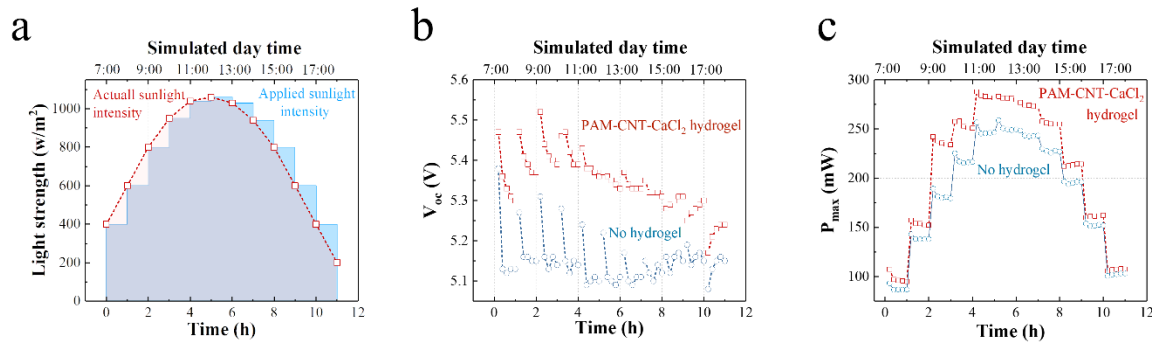 a
Simulated day time
7:00 9:00 11:00 13:00 15:00 17:00
Actuall sunlight
intensity
Applied sunlight
intensity
Light strength (w/m²)
1000
800
600
400
200
0
0 2 4 6 8 10 12
Time (h)
b
Simulated day time
7:00 9:00 11:00 13:00 15:00 17:00
PAM-CNT-CaCl₂ hydrogel
No hydrogel
Voc (V)
5.6
5.5
5.4
5.3
5.2
5.1
5.0
0 2 4 6 8 10 12
Time (h)
c
Simulated day time
7:00 9:00 11:00 13:00 15:00 17:00
PAM-CNT-CaCl₂
hydrogel
No hydrogel
Pmax (mW)
300
250
200
150
100
0 2 4 6 8 10 12
Time (h)